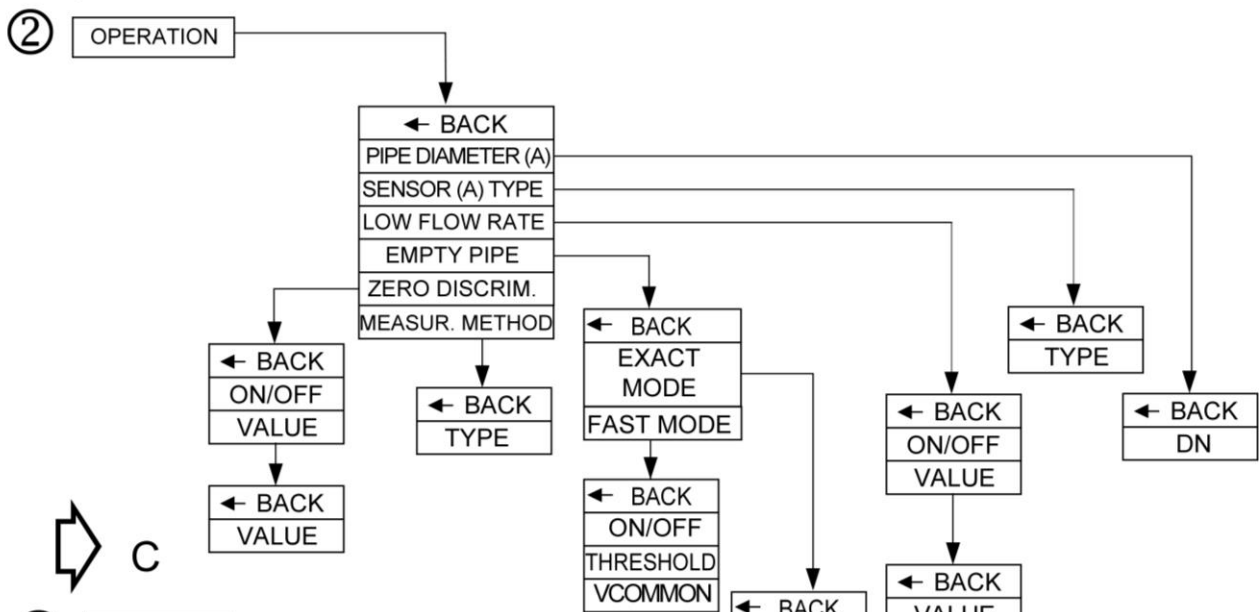 ② OPERATION
← BACK
PIPE DIAMETER (A)
SENSOR (A) TYPE
LOW FLOW RATE
EMPTY PIPE
ZERO DISCRIM.
MEASUR. METHOD
← BACK
ON/OFF
VALUE
← BACK
VALUE
← BACK
TYPE
← BACK
EXACT
MODE
FAST MODE
← BACK
ON/OFF
THRESHOLD
VCOMMON
← BACK
← BACK
ON/OFF
VALUE
← BACK
VALUE
← BACK
TYPE
← BACK
DN
C